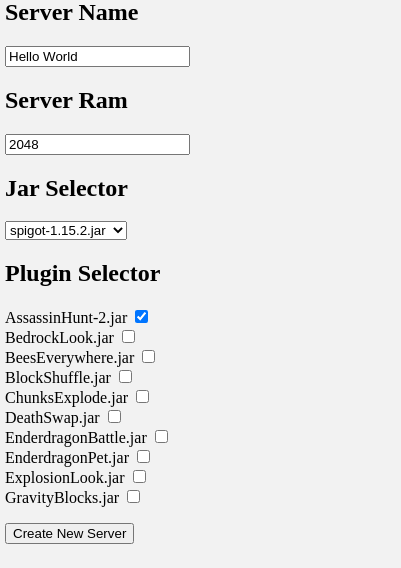 Server Name
Hello World
Server Ram
2048
Jar Selector
spigot-1.15.2.jar
Plugin Selector
AssassinHunt-2.jar
BedrockLook.jar
BeesEverywhere.jar
BlockShuffle.jar
ChunksExplode.jar
DeathSwap.jar
EnderdragonBattle.jar
EnderdragonPet.jar
ExplosionLook.jar
GravityBlocks.jar
Create New Server